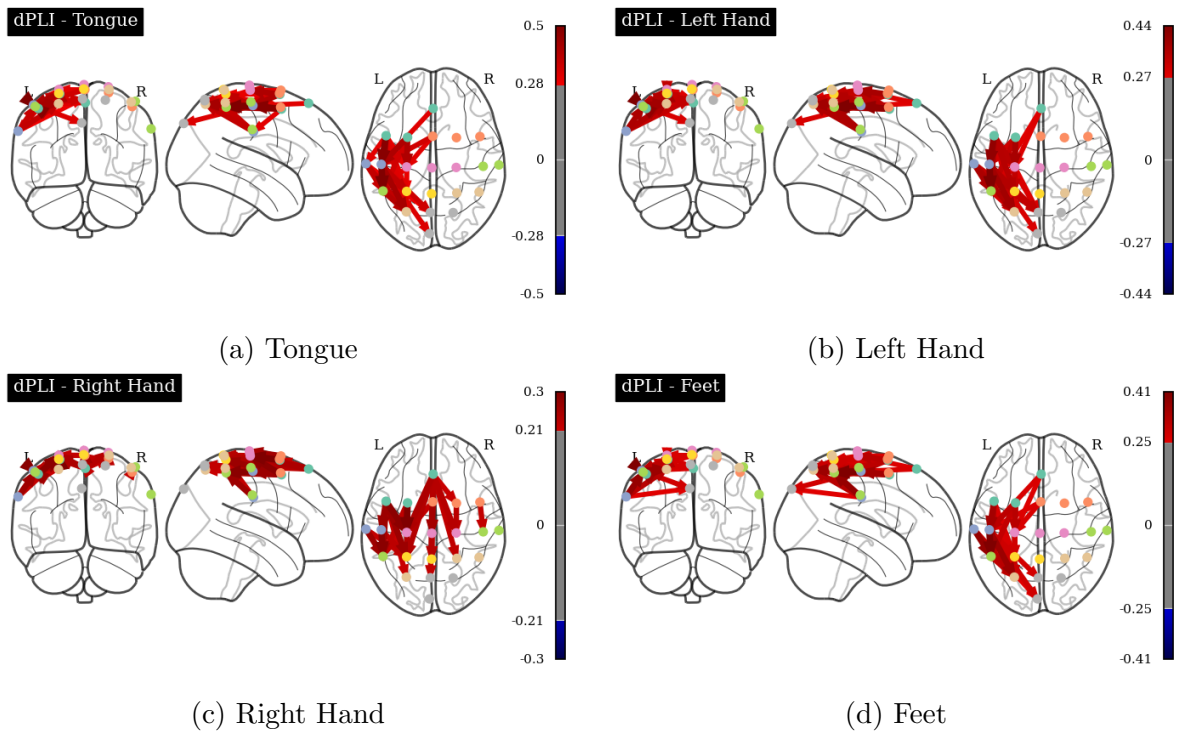 dPLI - Tongue
L
R
L
R
0.5
0.28
0
-0.28
-0.5
(a) Tongue
dPLI - Left Hand
L
R
L
R
0.44
0.27
0
-0.27
-0.44
(b) Left Hand
dPLI - Right Hand
L
R
L
R
0.3
0.21
0
-0.21
-0.3
(c) Right Hand
dPLI - Feet
L
R
L
R
0.41
0.25
0
-0.25
-0.41
(d) Feet